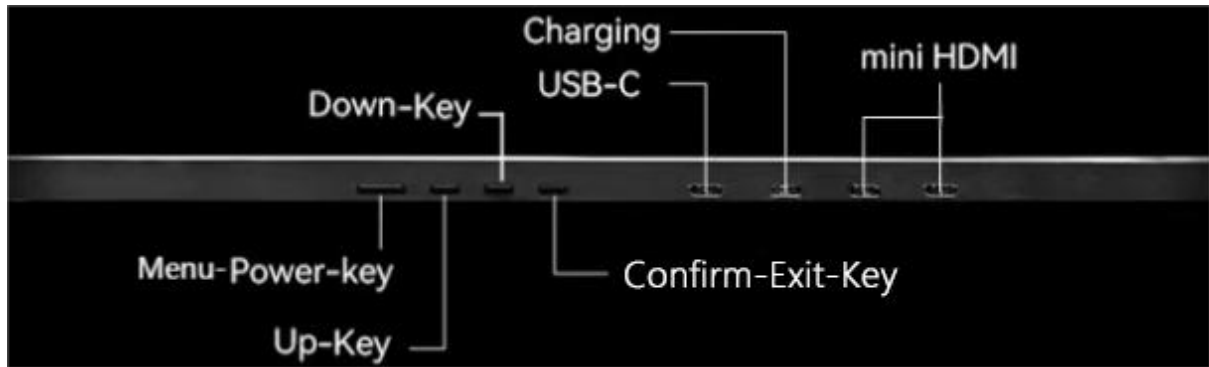 Charging
mini HDMI
USB-C
Down-Key
Menu-Power-key
Confirm-Exit-Key
Up-Key